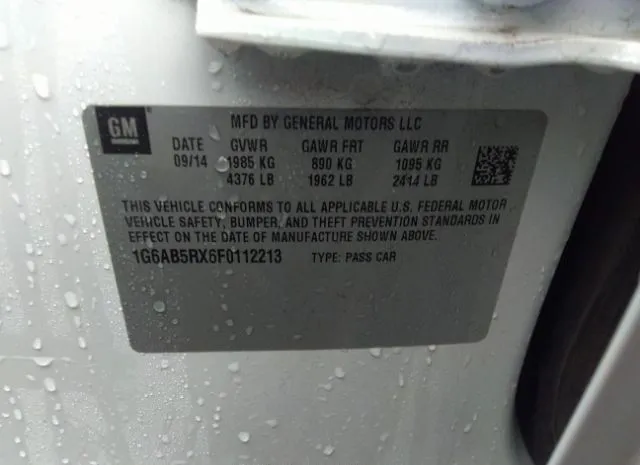 GM
MFD BY GENERAL MOTORS LLC
DATE GVWR GAWR FRT GAWR RR
09/14 1985 KG 890 KG 1095 KG
4376 LB 1962 LB 2414 LB
THIS VEHICLE CONFORMS TO ALL APPLICABLE U.S. FEDERAL MOTOR
VEHICLE SAFETY, BUMPER, AND THEFT PREVENTION STANDARDS IN
EFFECT ON THE DATE OF MANUFACTURE SHOWN ABOVE.
1G6AB5RX6F0112213 TYPE: PASS CAR